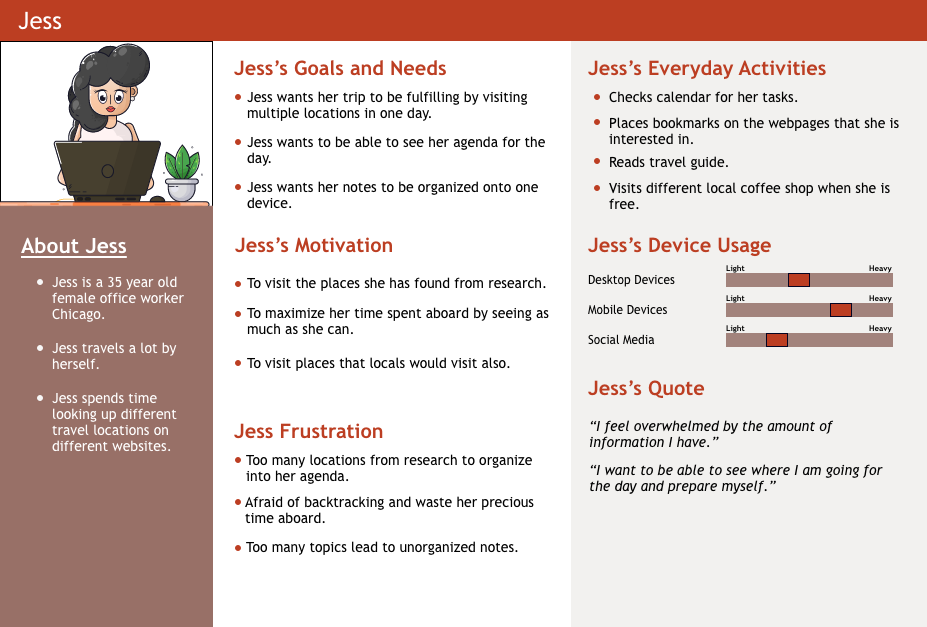 Jess
About Jess
Jess is a 35 year old
female office worker
Chicago.
Jess travels a lot by
herself.
Jess spends time
looking up different
travel locations on
different websites.
Jess’s Goals and Needs
Jess wants her trip to be fulfilling by visiting
multiple locations in one day.
Jess wants to be able to see her agenda for the
day.
Jess wants her notes to be organized onto one
device.
Jess’s Motivation
To visit the places she has found from research.
To maximize her time spent aboard by seeing as
much as she can.
To visit places that locals would visit also.
Jess Frustration
Too many locations from research to organize
into her agenda.
Afraid of backtracking and waste her precious
time aboard.
Too many topics lead to unorganized notes.
Jess’s Everyday Activities
Checks calendar for her tasks.
Places bookmarks on the webpages that she is
interested in.
Reads travel guide.
Visits different local coffee shop when she is
free.
Jess’s Device Usage
Light Heavy
Desktop Devices
Light Heavy
Mobile Devices
Light Heavy
Social Media
Jess’s Quote
“I feel overwhelmed by the amount of
information I have.”
“I want to be able to see where I am going for
the day and prepare myself.”